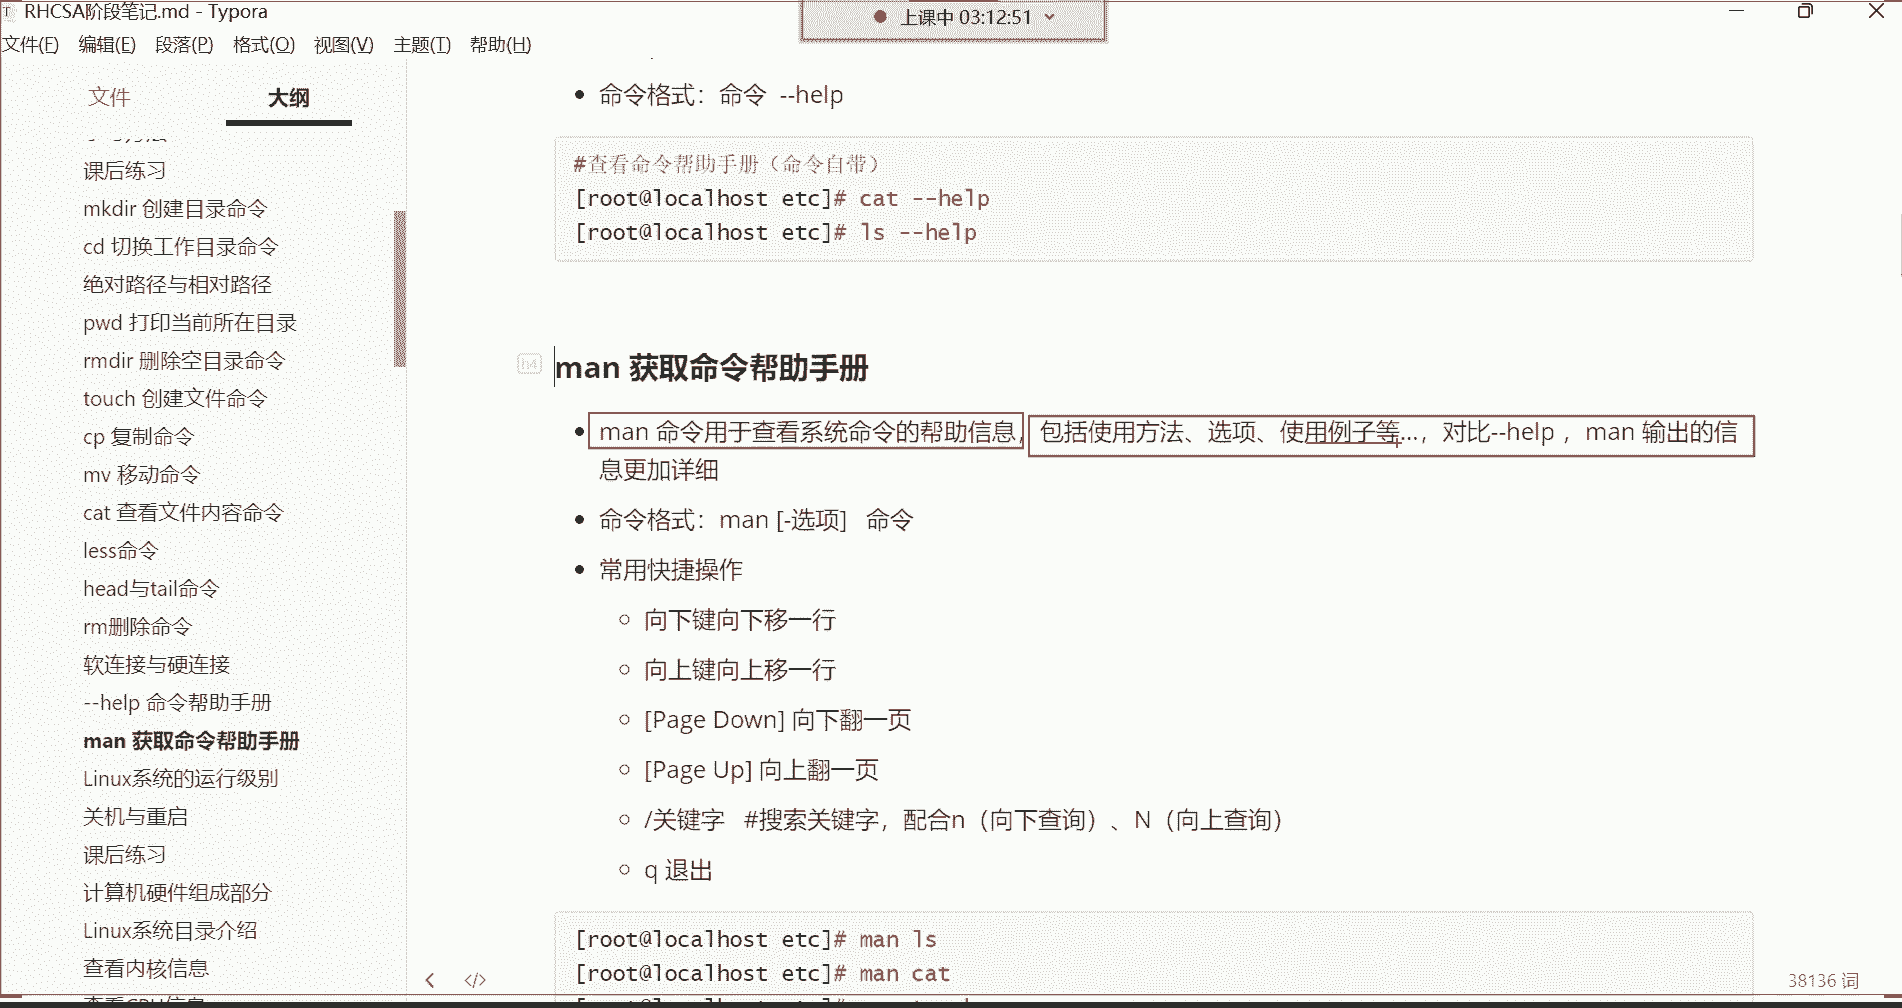 RHCSA阶段笔记.md - Typora
上课中 03:12:51
文件(F) 编辑(E) 段落(P) 格式(O) 视图(V) 主题(T) 帮助(H)
文件 大纲
课后练习
mkdir 创建目录命令
cd 切换工作目录命令
绝对路径与相对路径
pwd 打印当前所在目录
rmdir 删除空目录命令
touch 创建文件命令
cp 复制命令
mv 移动命令
cat 查看文件内容命令
less命令
head与tail命令
rm删除命令
软连接与硬连接
--help 命令帮助手册
man 获取命令帮助手册
Linux系统的运行级别
关机与重启
课后练习
计算机硬件组成部分
Linux系统目录介绍
查看内核信息
命令格式：命令 --help
#查看命令帮助手册（命令自带）
[root@localhost etc]# cat --help
[root@localhost etc]# ls --help
h4
man 获取命令帮助手册
man 命令用于查看系统命令的帮助信息，包括使用方法、选项、使用例子等...，对比--help ，man 输出的信
息更加详细
命令格式：man [-选项] 命令
常用快捷操作
向下键向下移一行
向上键向上移一行
[Page Down] 向下翻一页
[Page Up] 向上翻一页
/关键字 #搜索关键字，配合n（向下查询）、N（向上查询）
q 退出
[root@localhost etc]# man ls
[root@localhost etc]# man cat
</> 38136 词